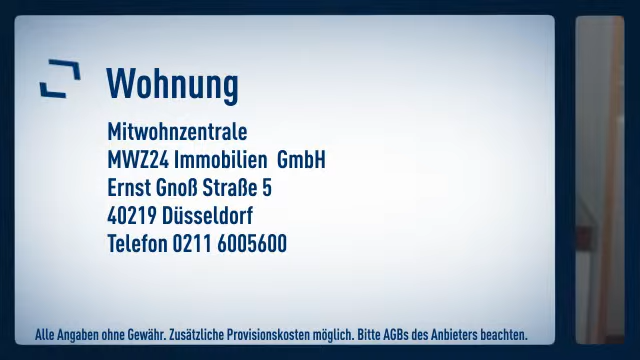 Wohnung
Mitwohnzentrale
MWZ24 Immobilien GmbH
Ernst Gnoß Straße 5
40219 Düsseldorf
Telefon 0211 6005600
Alle Angaben ohne Gewähr. Zusätzliche Provisionskosten möglich. Bitte AGBs des Anbieters beachten.